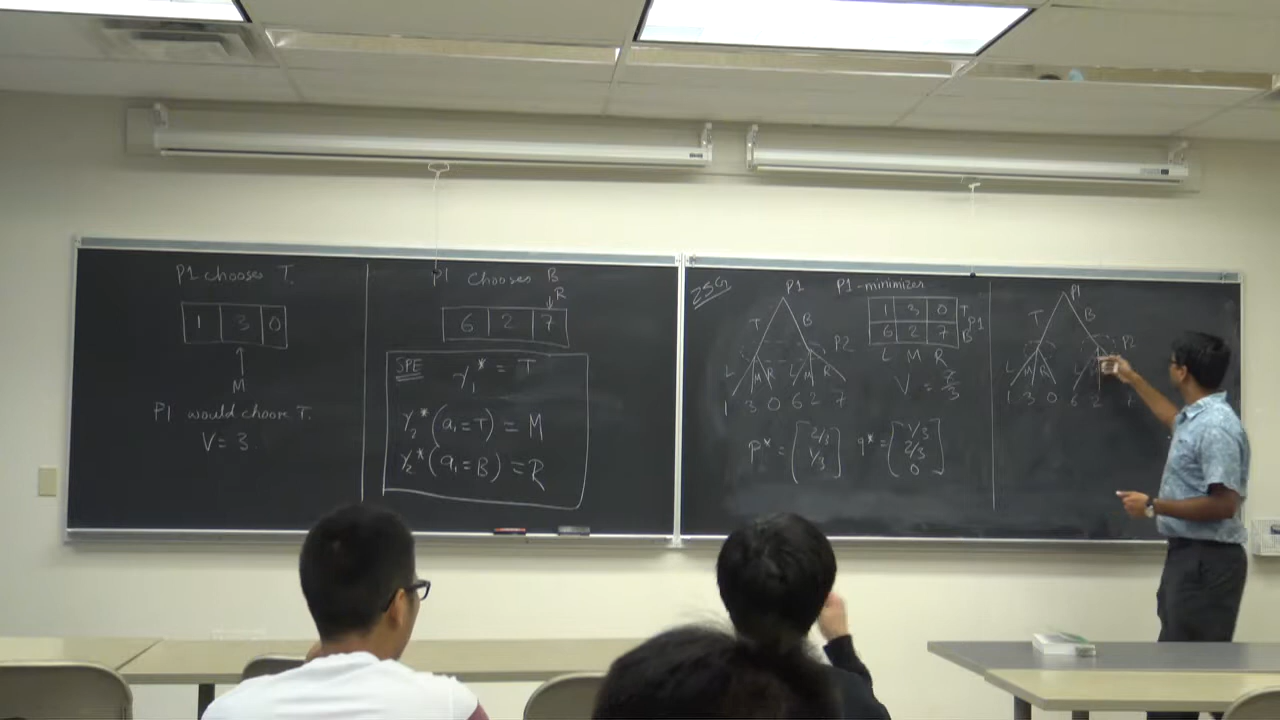 P1 chooses T.
1 3 0
M
P1 would choose T.
V = 3
P1 chooses B
R
6 2 7
SPE
γ₁* = T
γ₂*(a₁=T) = M
γ₂*(a₁=B) = R
ZSG
P1
P1-minimizer
T B
P2
L M R L M R
1 3 0 6 2 7
1 3 0 T
P1
6 2 7 B
L M R
p* = [2/3 1/3]
q* = [1/3 2/3 0]
P1
T B
P2
L M R L
1 3 0 6 2 7